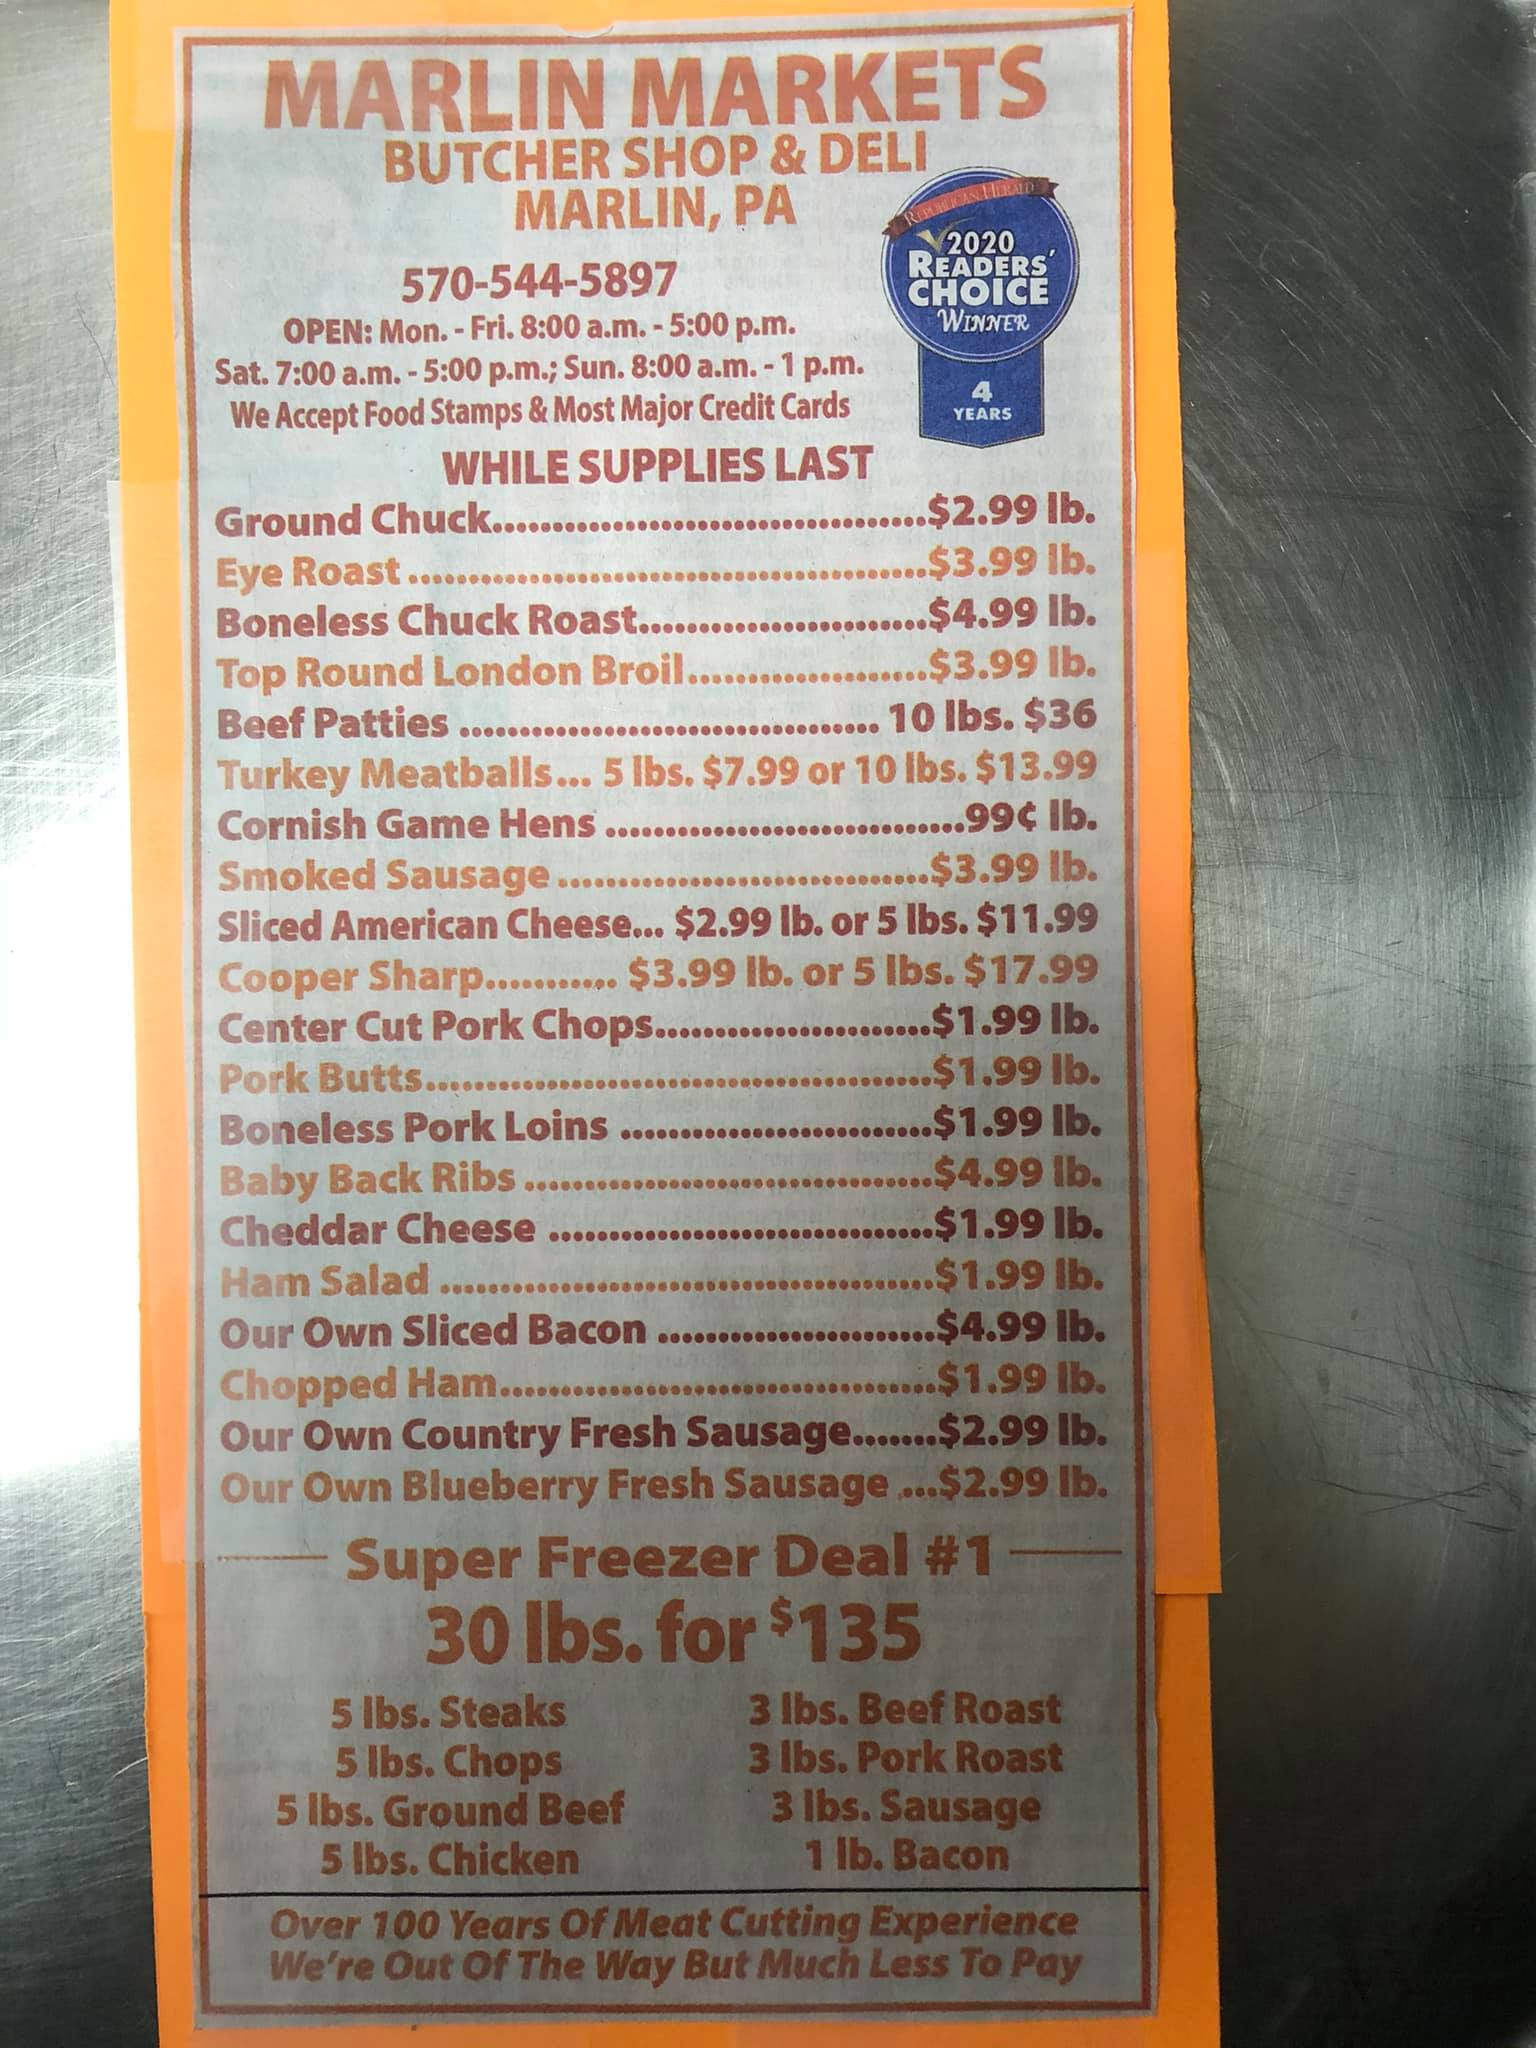 MARLIN MARKETS
BUTCHER SHOP & DELI
MARLIN, PA
570-544-5897
OPEN: Mon. - Fri. 8:00 a.m. - 5:00 p.m.
Sat. 7:00 a.m. - 5:00 p.m.; Sun. 8:00 a.m. - 1 p.m.
We Accept Food Stamps & Most Major Credit Cards
REPUBLICAN HERALD
2020
READERS'
CHOICE
WINNER
4
YEARS
WHILE SUPPLIES LAST
Ground Chuck....................................$2.99 lb.
Eye Roast ...........................................$3.99 lb.
Boneless Chuck Roast........................$4.99 lb.
Top Round London Broil....................$3.99 lb.
Beef Patties ................................... 10 lbs. $36
Turkey Meatballs... 5 lbs. $7.99 or 10 lbs. $13.99
Cornish Game Hens ..............................99¢ lb.
Smoked Sausage ...............................$3.99 lb.
Sliced American Cheese... $2.99 lb. or 5 lbs. $11.99
Cooper Sharp........... $3.99 lb. or 5 lbs. $17.99
Center Cut Pork Chops.......................$1.99 lb.
Pork Butts..........................................$1.99 lb.
Boneless Pork Loins ..........................$1.99 lb.
Baby Back Ribs ..................................$4.99 lb.
Cheddar Cheese ................................$1.99 lb.
Ham Salad .........................................$1.99 lb.
Our Own Sliced Bacon .......................$4.99 lb.
Chopped Ham....................................$1.99 lb.
Our Own Country Fresh Sausage.......$2.99 lb.
Our Own Blueberry Fresh Sausage ....$2.99 lb.
Super Freezer Deal #1
30 lbs. for $135
5 lbs. Steaks
5 lbs. Chops
5 lbs. Ground Beef
5 lbs. Chicken
3 lbs. Beef Roast
3 lbs. Pork Roast
3 lbs. Sausage
1 lb. Bacon
Over 100 Years Of Meat Cutting Experience
We're Out Of The Way But Much Less To Pay